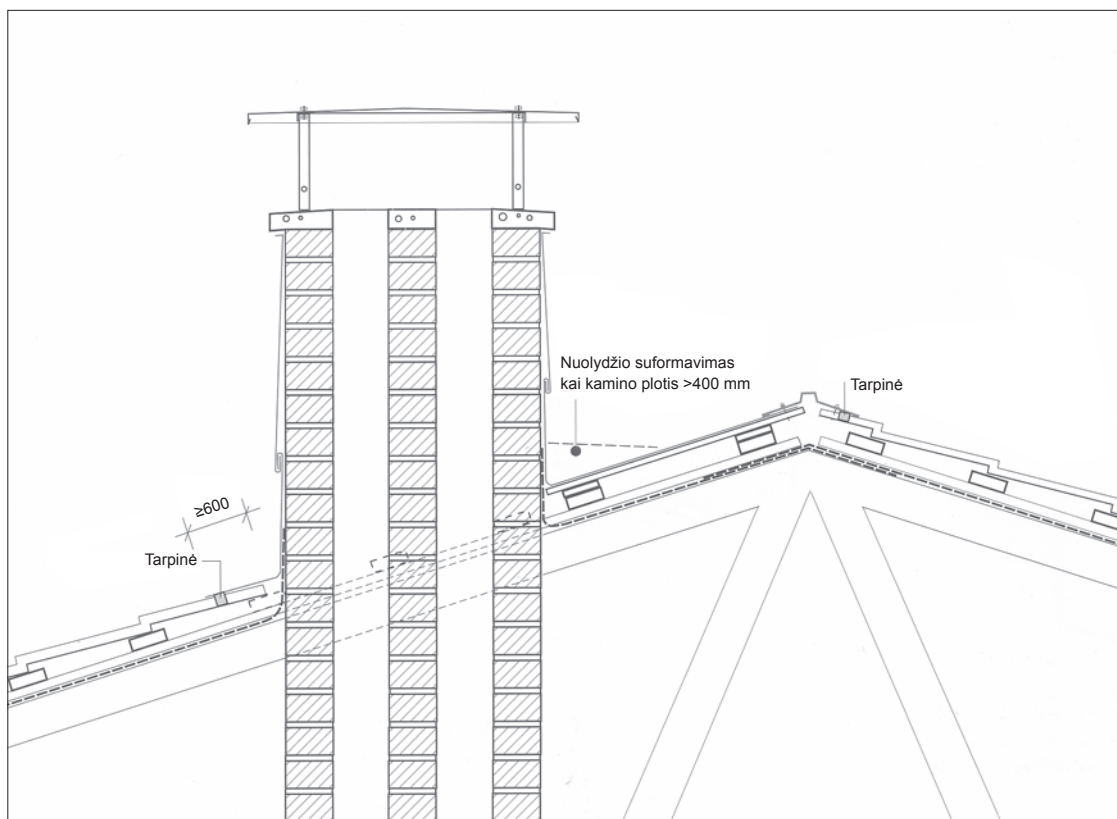 Nuolydžio suformavimas
kai kamino plotis >400 mm
Tarpinė
≥600
Tarpinė